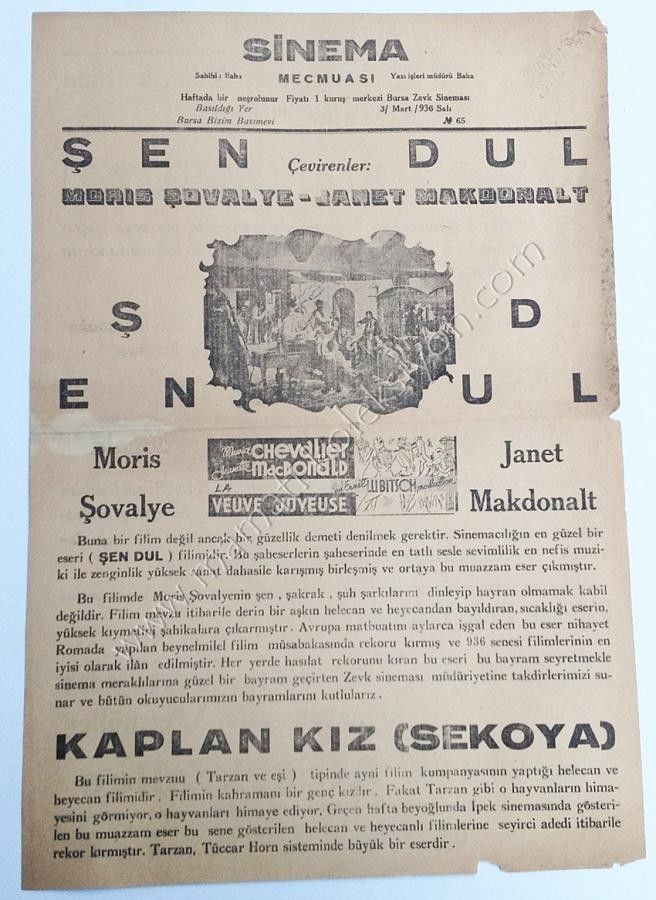 SİNEMA
Sahibi: Baha MECMUASI Yazı işleri müdürü Baha
Haftada bir neşrolunur Fiyatı 1 kuruş merkezi Bursa Zevk Sineması
Basıldığı Yer 3/ Mart /936 Salı
Bursa Bizim Basımevi № 65
ŞEN Çevirenler: DUL
MORIS ŞOVALYE - JANET MAKDONALT
Ş D
EN UL
Moris Janet
Şovalye Makdonalt
Maurice CHEVALIER
Jeanette MACDONALD
LA Ernst LUBITSCH production
VEUVE JOYEUSE
Buna bir filim değil ancak bir güzellik demeti denilmek gerektir. Sinemacılığın en güzel bir
eseri ( ŞEN DUL ) filimidir. Bu şaheserlerin şaheserinde en tatlı sesle sevimlilik en nefis muzi-
ki ile zenginlik yüksek sanat dahasile karışmış birleşmiş ve ortaya bu muazzam eser çıkmıştır.
Bu filimde Moris Şovalyenin şen , şakrak , şuh şarkılarını dinleyip hayran olmamak kabil
değildir. Filim mevzu itibarile derin bir aşkın helecan ve heyecandan bayıldıran, sıcaklığı eserin,
yüksek kıymetini şahikalara çıkarmıştır. Avrupa matbuatını aylarca işgal eden bu eser nihayet
Romada yapılan beynelmilel filim müsabakasında rekoru kırmış ve 936 senesi filimlerinin en
iyisi olarak ilân edilmiştir. Her yerde hasılat rekorunu kıran bu eseri bu bayram seyretmekle
sinema meraklılarına güzel bir bayram geçirten Zevk sineması müdüriyetine takdirlerimizi su-
nar ve bütün okuyucularımızın bayramlarını kutlularız .
KAPLAN KIZ (SEKOYA)
Bu filimin mevzuu ( Tarzan ve eşi ) tipinde ayni filim kumpanyasının yaptığı helecan ve
heyecan filimidir . Filimin kahramanı bir genç kızdır. Fakat Tarzan gibi o hayvanların hima-
yesini görmiyor, o hayvanları himaye ediyor. Geçen hafta beyoğlunda İpek sinemasında gösteri-
len bu muazzam eser bu sene gösterilen helecan ve heyecanlı filimlerine seyirci adedi itibarile
rekor kırmıştır. Tarzan, Tüccar Horn sisteminde büyük bir eserdir .
www.mezatkoleksiyon.com